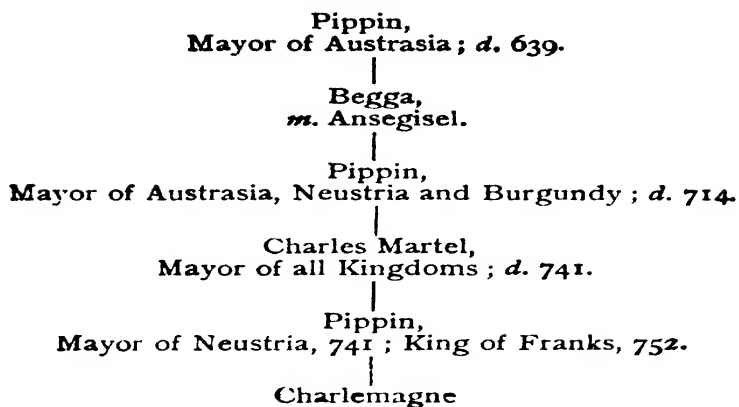 Pippin,
Mayor of Austrasia; d. 639.
Begga,
m. Ansegisel.
Pippin,
Mayor of Austrasia, Neustria and Burgundy; d. 714.
Charles Martel,
Mayor of all Kingdoms; d. 741.
Pippin,
Mayor of Neustria, 741; King of Franks, 752.
Charlemagne